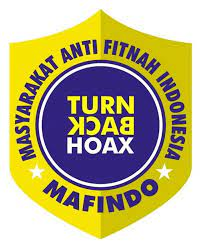 MASYARAKAT ANTI FITNAH INDONESIA
TURN
BACK
HOAX
MAFINDO